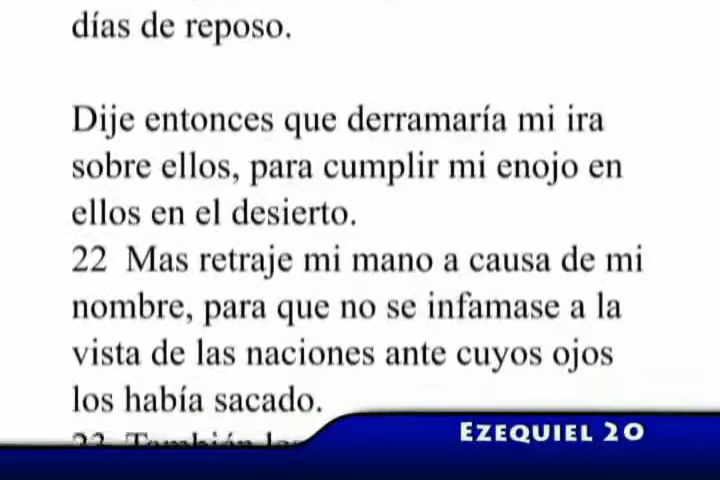 días de reposo.
Dije entonces que derramaría mi ira
sobre ellos, para cumplir mi enojo en
ellos en el desierto.
22 Mas retraje mi mano a causa de mi
nombre, para que no se infamase a la
vista de las naciones ante cuyos ojos
los había sacado.
23 También
EZEQUIEL 20